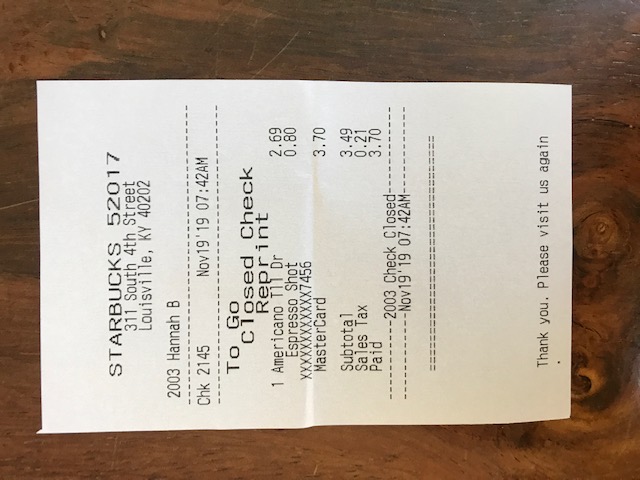 STARBUCKS 52017
311 South 4th Street
Louisville, KY 40202
2003 Hannah B
Chk 2145 Nov19'19 07:42AM
To Go
Closed Check
Reprint
1 Americano Tll Dr 2.69
Espresso Shot 0.80
XXXXXXXXXXXX7456
MasterCard 3.70
Subtotal 3.49
Sales Tax 0.21
Paid 3.70
--------2003 Check Closed--------
--------Nov19'19 07:42AM--------
================================
Thank you. Please visit us again
.